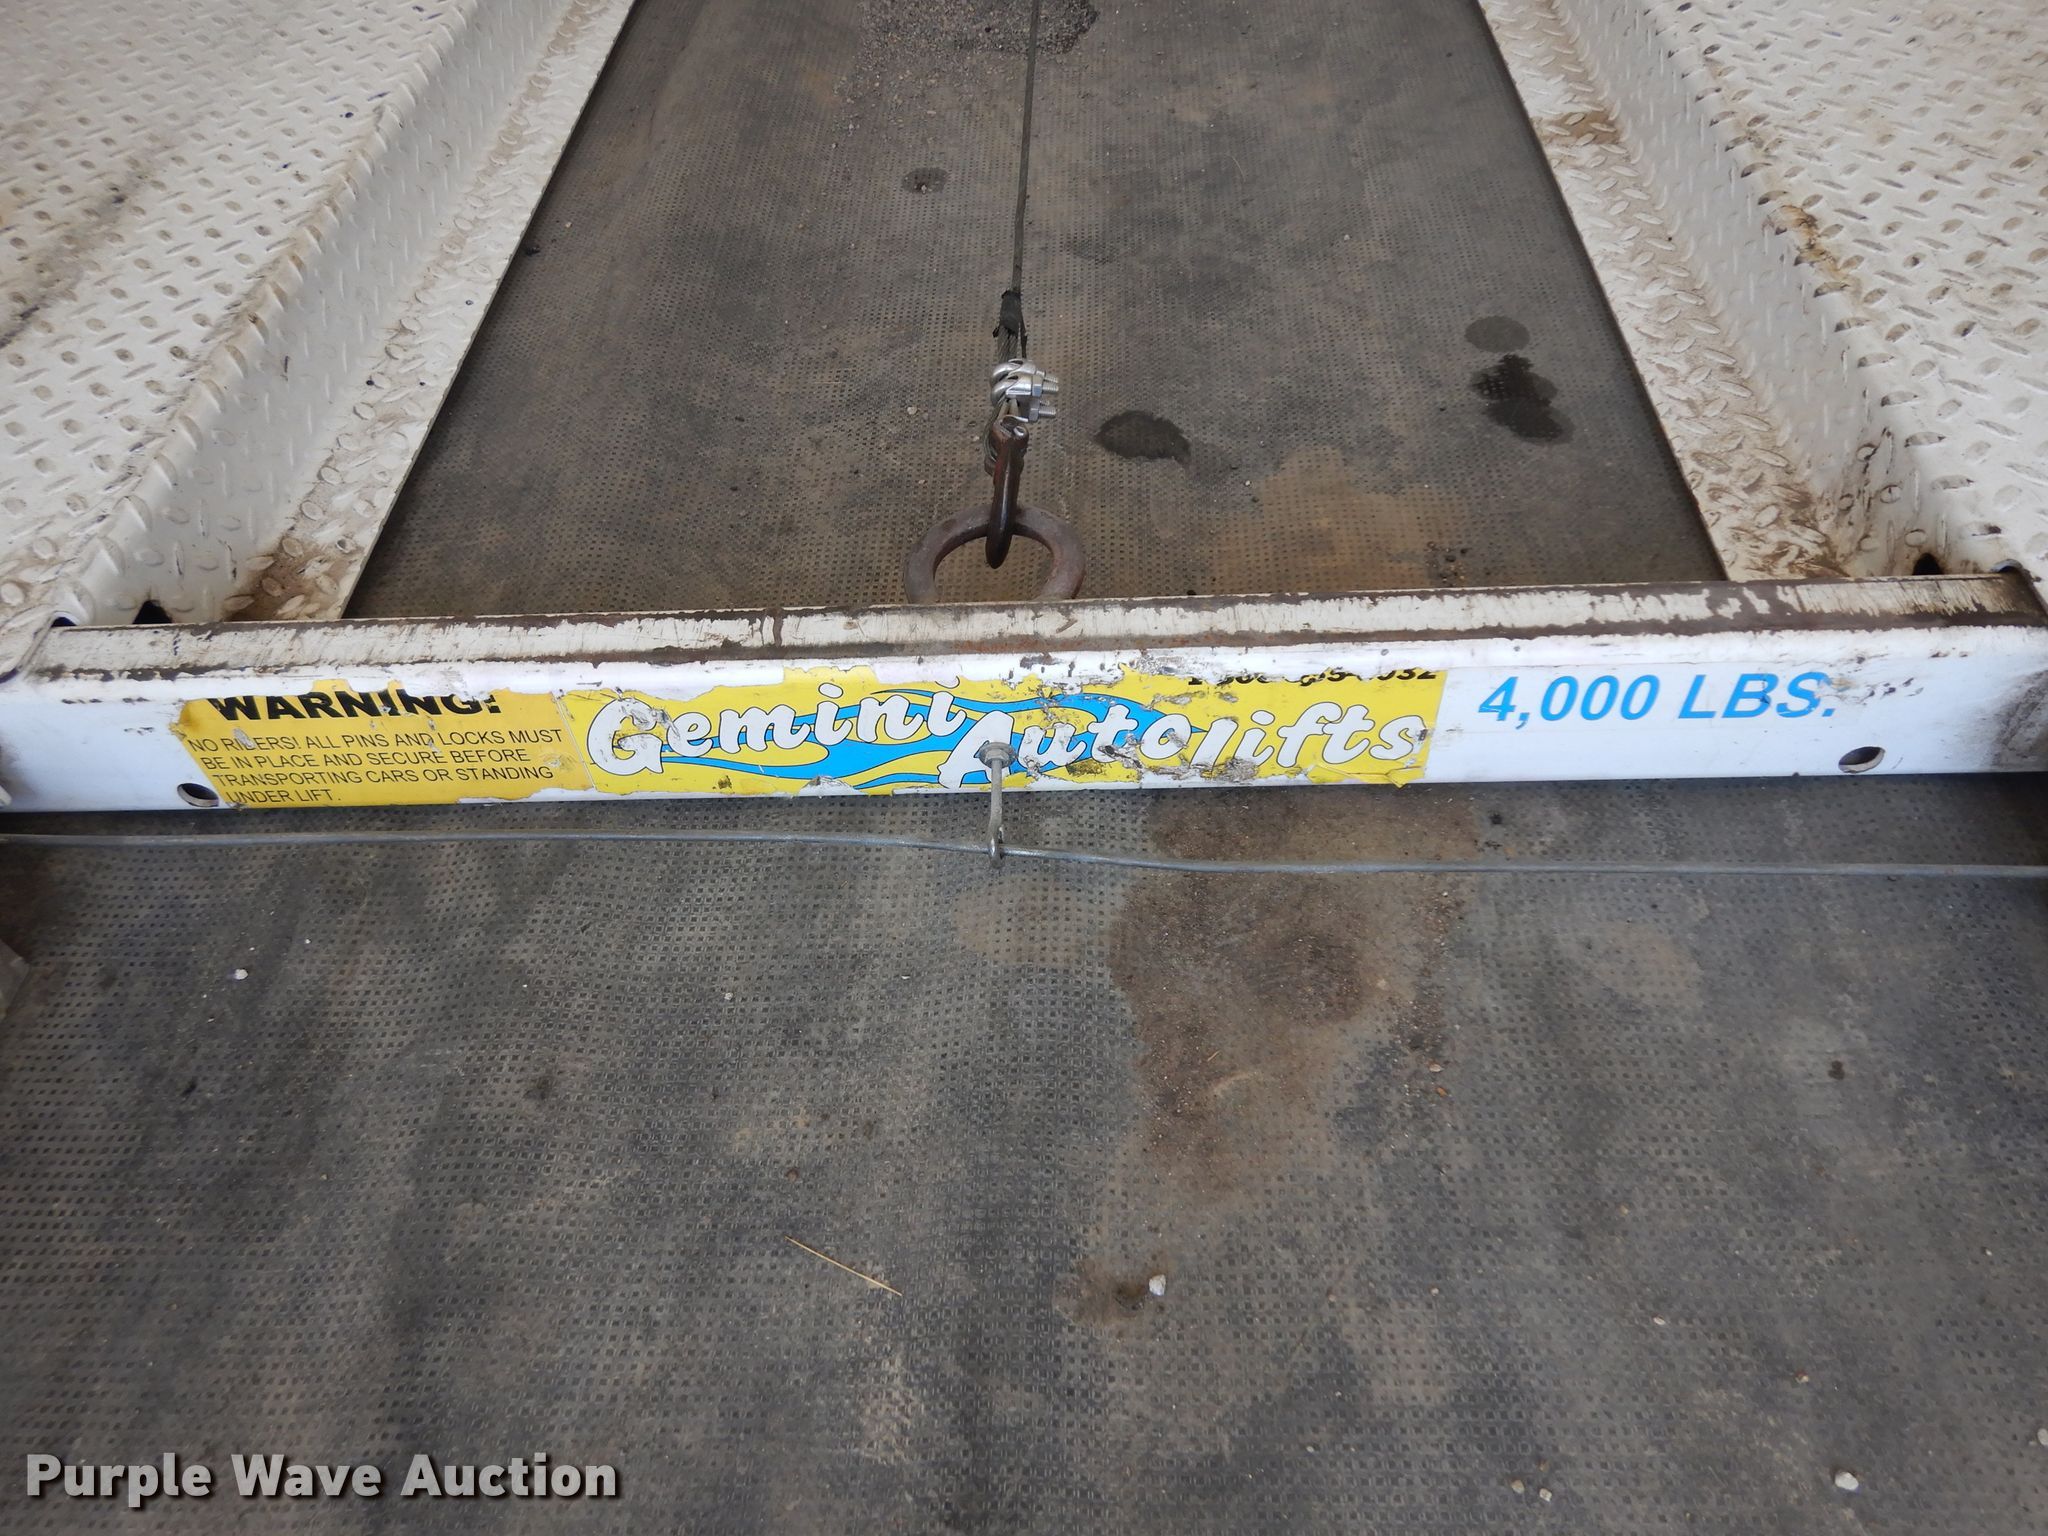 WARNING!
NO RIDERS! ALL PINS AND LOCKS MUST
BE IN PLACE AND SECURE BEFORE
TRANSPORTING CARS OR STANDING
UNDER LIFT.
Gemini Autolifts
4,000 LBS.
Purple Wave Auction